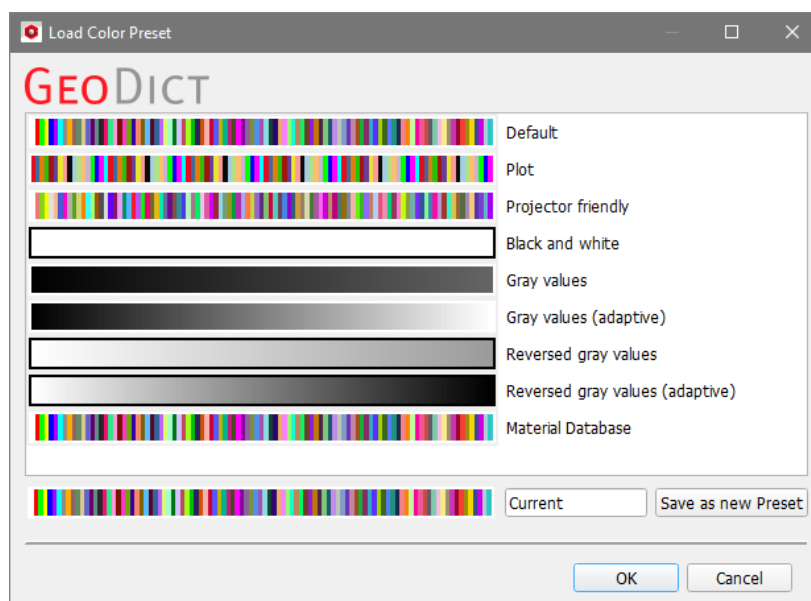 Load Color Preset
GEODICT
Default
Plot
Projector friendly
Black and white
Gray values
Gray values (adaptive)
Reversed gray values
Reversed gray values (adaptive)
Material Database
Current
Save as new Preset
OK
Cancel